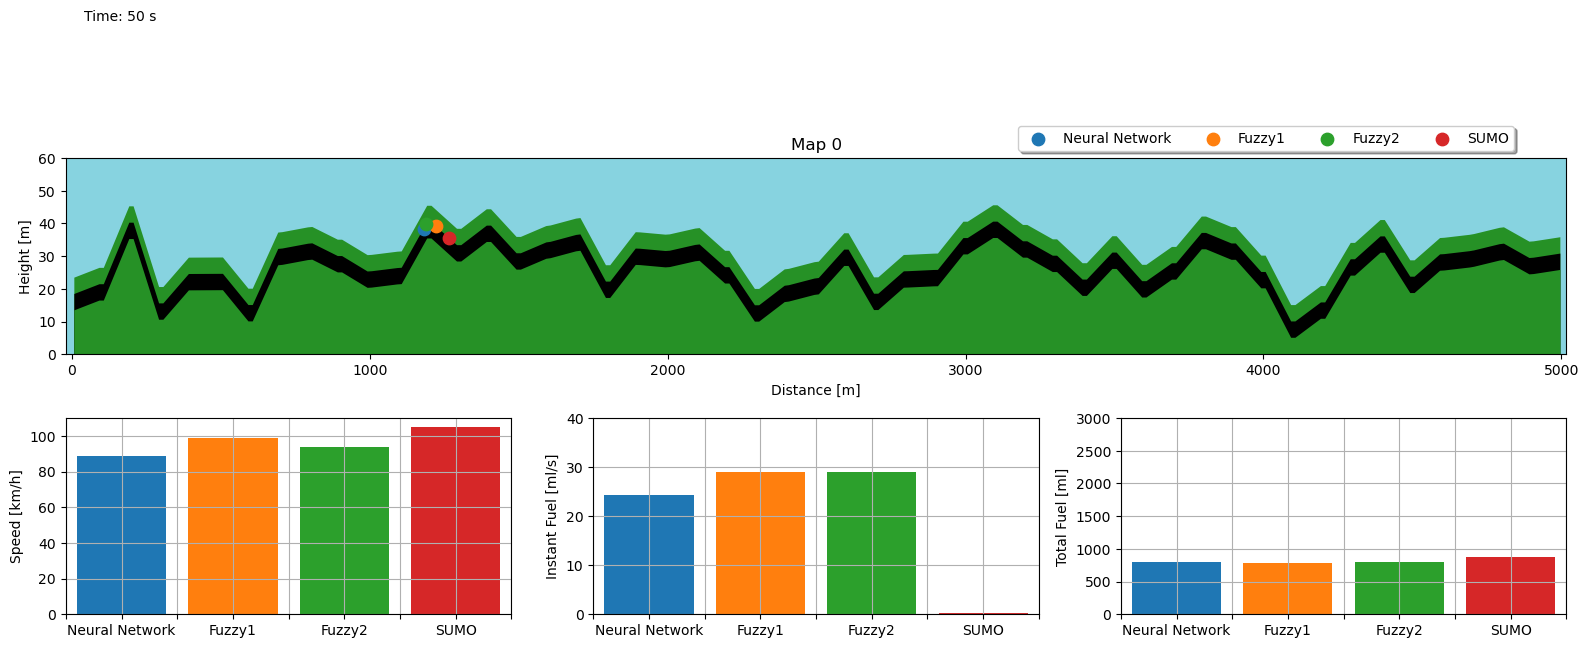 Time: 50 s
Neural Network Fuzzy1 Fuzzy2 SUMO
Map 0
60
50
40
30
20
10
0
Height [m]
0 1000 2000 3000 4000 5000
Distance [m]
100
80
60
40
20
0
Speed [km/h]
Neural Network Fuzzy1 Fuzzy2 SUMO
40
30
20
10
0
Instant Fuel [ml/s]
Neural Network Fuzzy1 Fuzzy2 SUMO
3000
2500
2000
1500
1000
500
0
Total Fuel [ml]
Neural Network Fuzzy1 Fuzzy2 SUMO